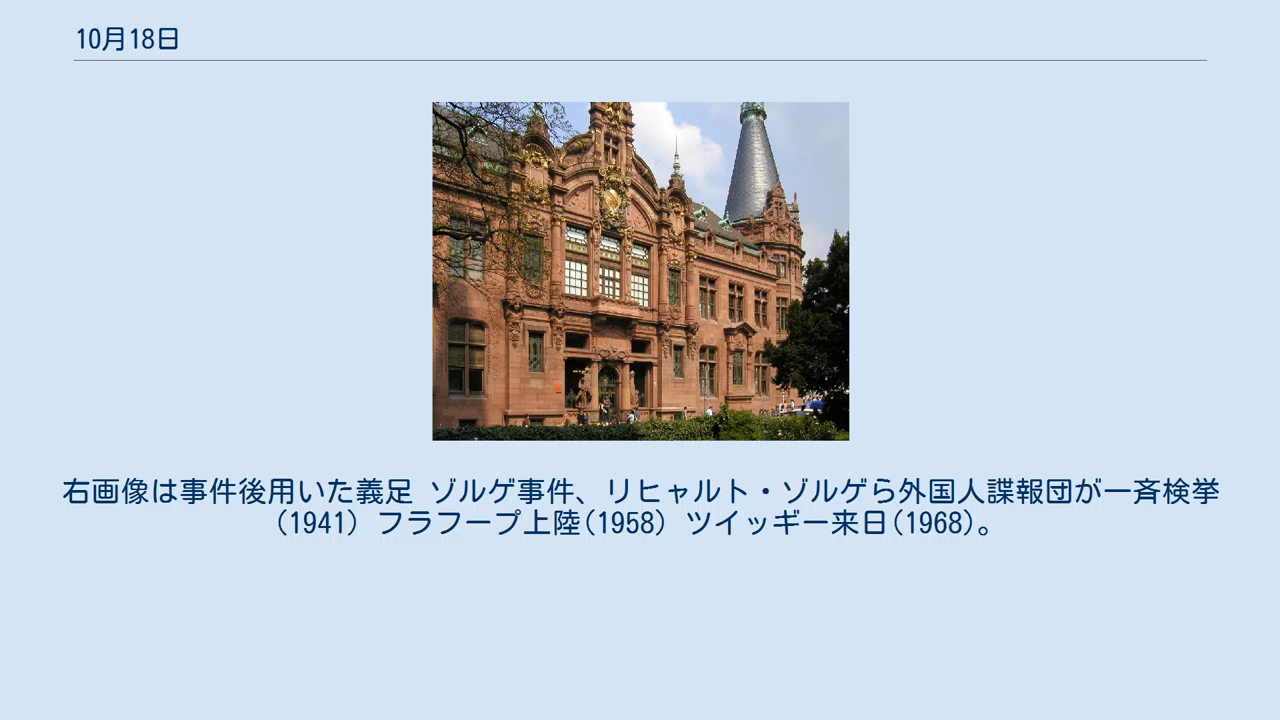 10月18日
右画像は事件後用いた義足 ゾルゲ事件、リヒャルト・ゾルゲら外国人諜報団が一斉検挙
(1941) フラフープ上陸(1958) ツイッギー来日(1968)。